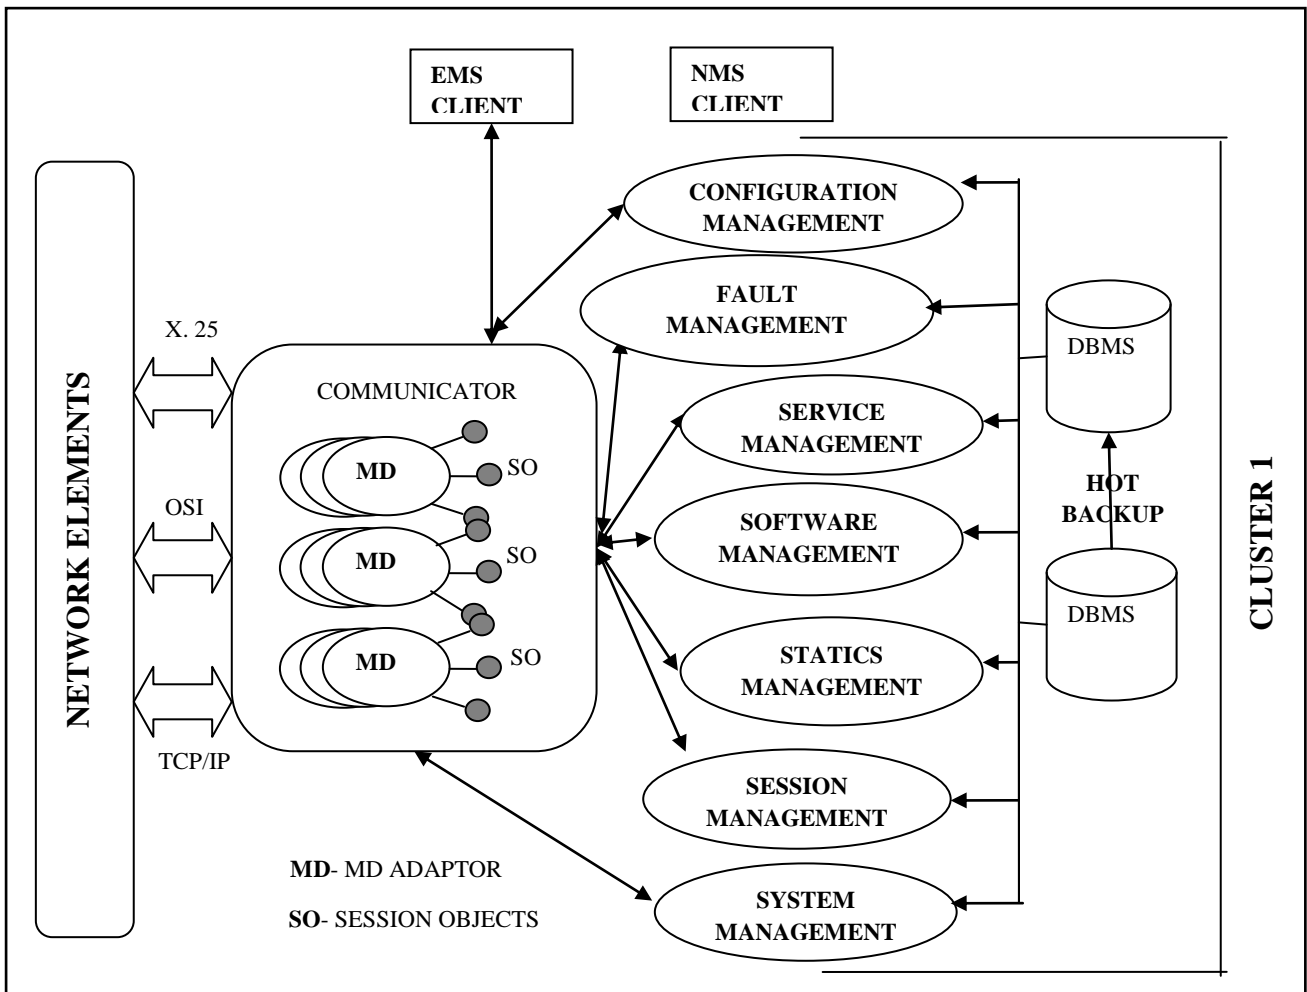 EMS
CLIENT
NMS
CLIENT
CONFIGURATION
MANAGEMENT
FAULT
MANAGEMENT
X. 25
DBMS
COMMUNICATOR
SERVICE
MANAGEMENT
MD
SO
NETWORK ELEMENTS
OSI
HOT
BACKUP
SOFTWARE
MANAGEMENT
CLUSTER 1
MD
SO
DBMS
STATICS
MANAGEMENT
MD
SO
TCP/IP
SESSION
MANAGEMENT
MD- MD ADAPTOR
SO- SESSION OBJECTS
SYSTEM
MANAGEMENT